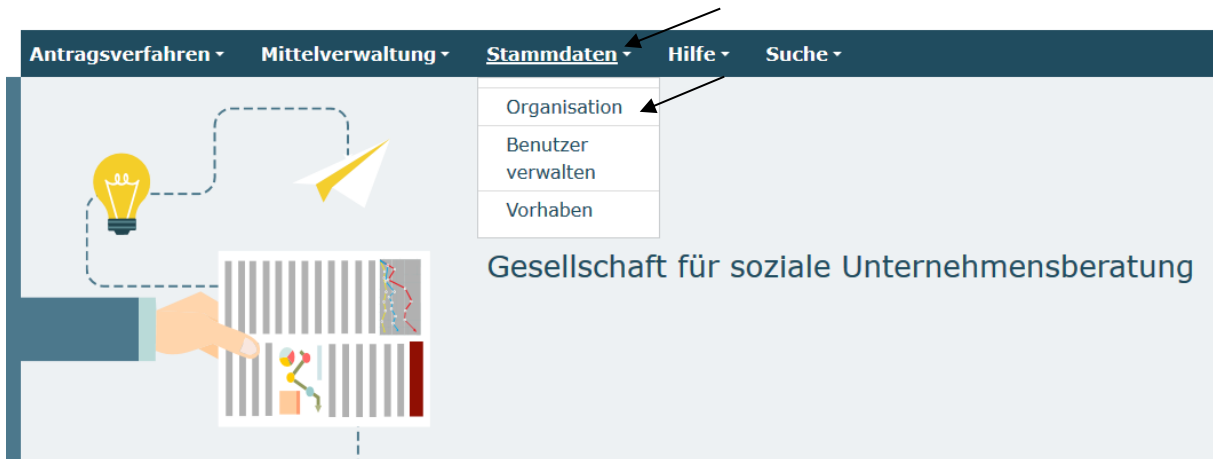 Antragsverfahren Mittelverwaltung Stammdaten Hilfe Suche
Organisation
Benutzer
verwalten
Vorhaben
Gesellschaft für soziale Unternehmensberatung